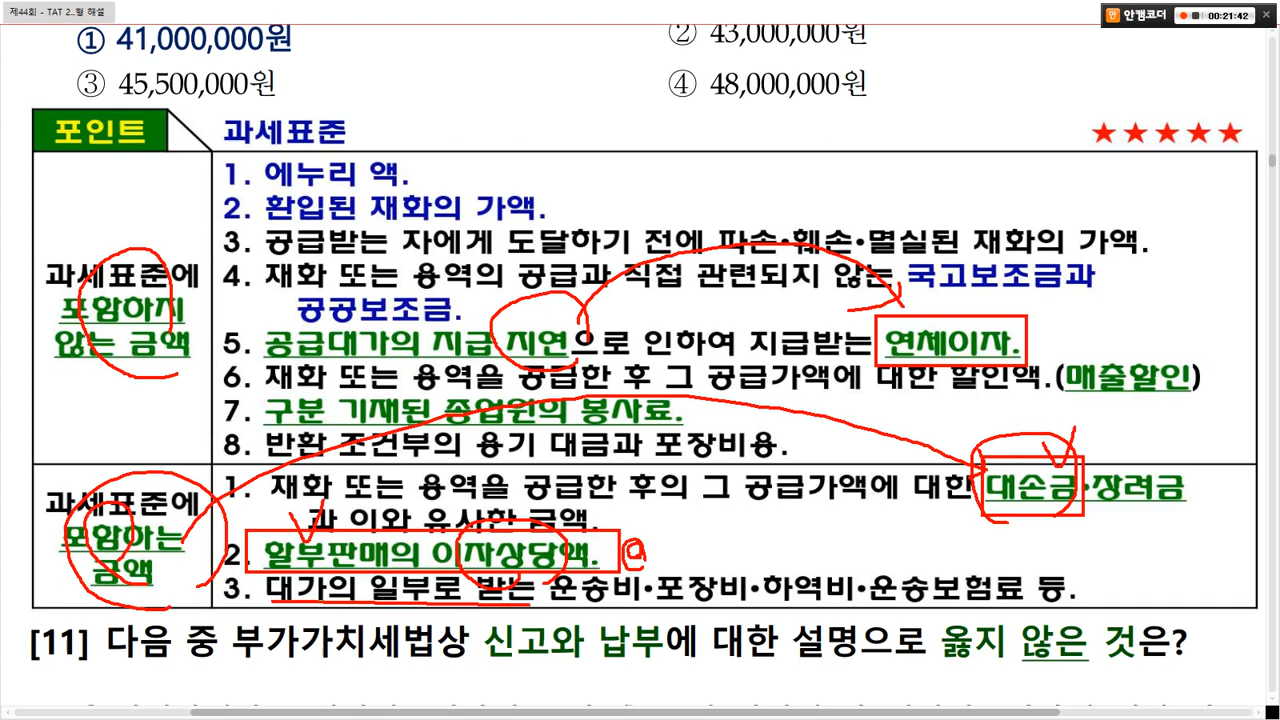 제44회 - TAT 2..형 해설
안캠코더 00:21:42
① 41,000,000원 ② 43,000,000원
③ 45,500,000원 ④ 48,000,000원
포인트 과세표준 ★★★★★
과세표준에
포함하지
않는 금액
1. 에누리 액.
2. 환입된 재화의 가액.
3. 공급받는 자에게 도달하기 전에 파손·훼손·멸실된 재화의 가액.
4. 재화 또는 용역의 공급과 직접 관련되지 않는 국고보조금과
공공보조금.
5. 공급대가의 지급 지연으로 인하여 지급받는 연체이자.
6. 재화 또는 용역을 공급한 후 그 공급가액에 대한 할인액.(매출할인)
7. 구분 기재된 종업원의 봉사료.
8. 반환 조건부의 용기 대금과 포장비용.
과세표준에
포함하는
금액
1. 재화 또는 용역을 공급한 후의 그 공급가액에 대한 대손금·장려금
과 이와 유사한 금액.
2. 할부판매의 이자상당액.
3. 대가의 일부로 받는 운송비·포장비·하역비·운송보험료 등.
[11] 다음 중 부가가치세법상 신고와 납부에 대한 설명으로 옳지 않은 것은?